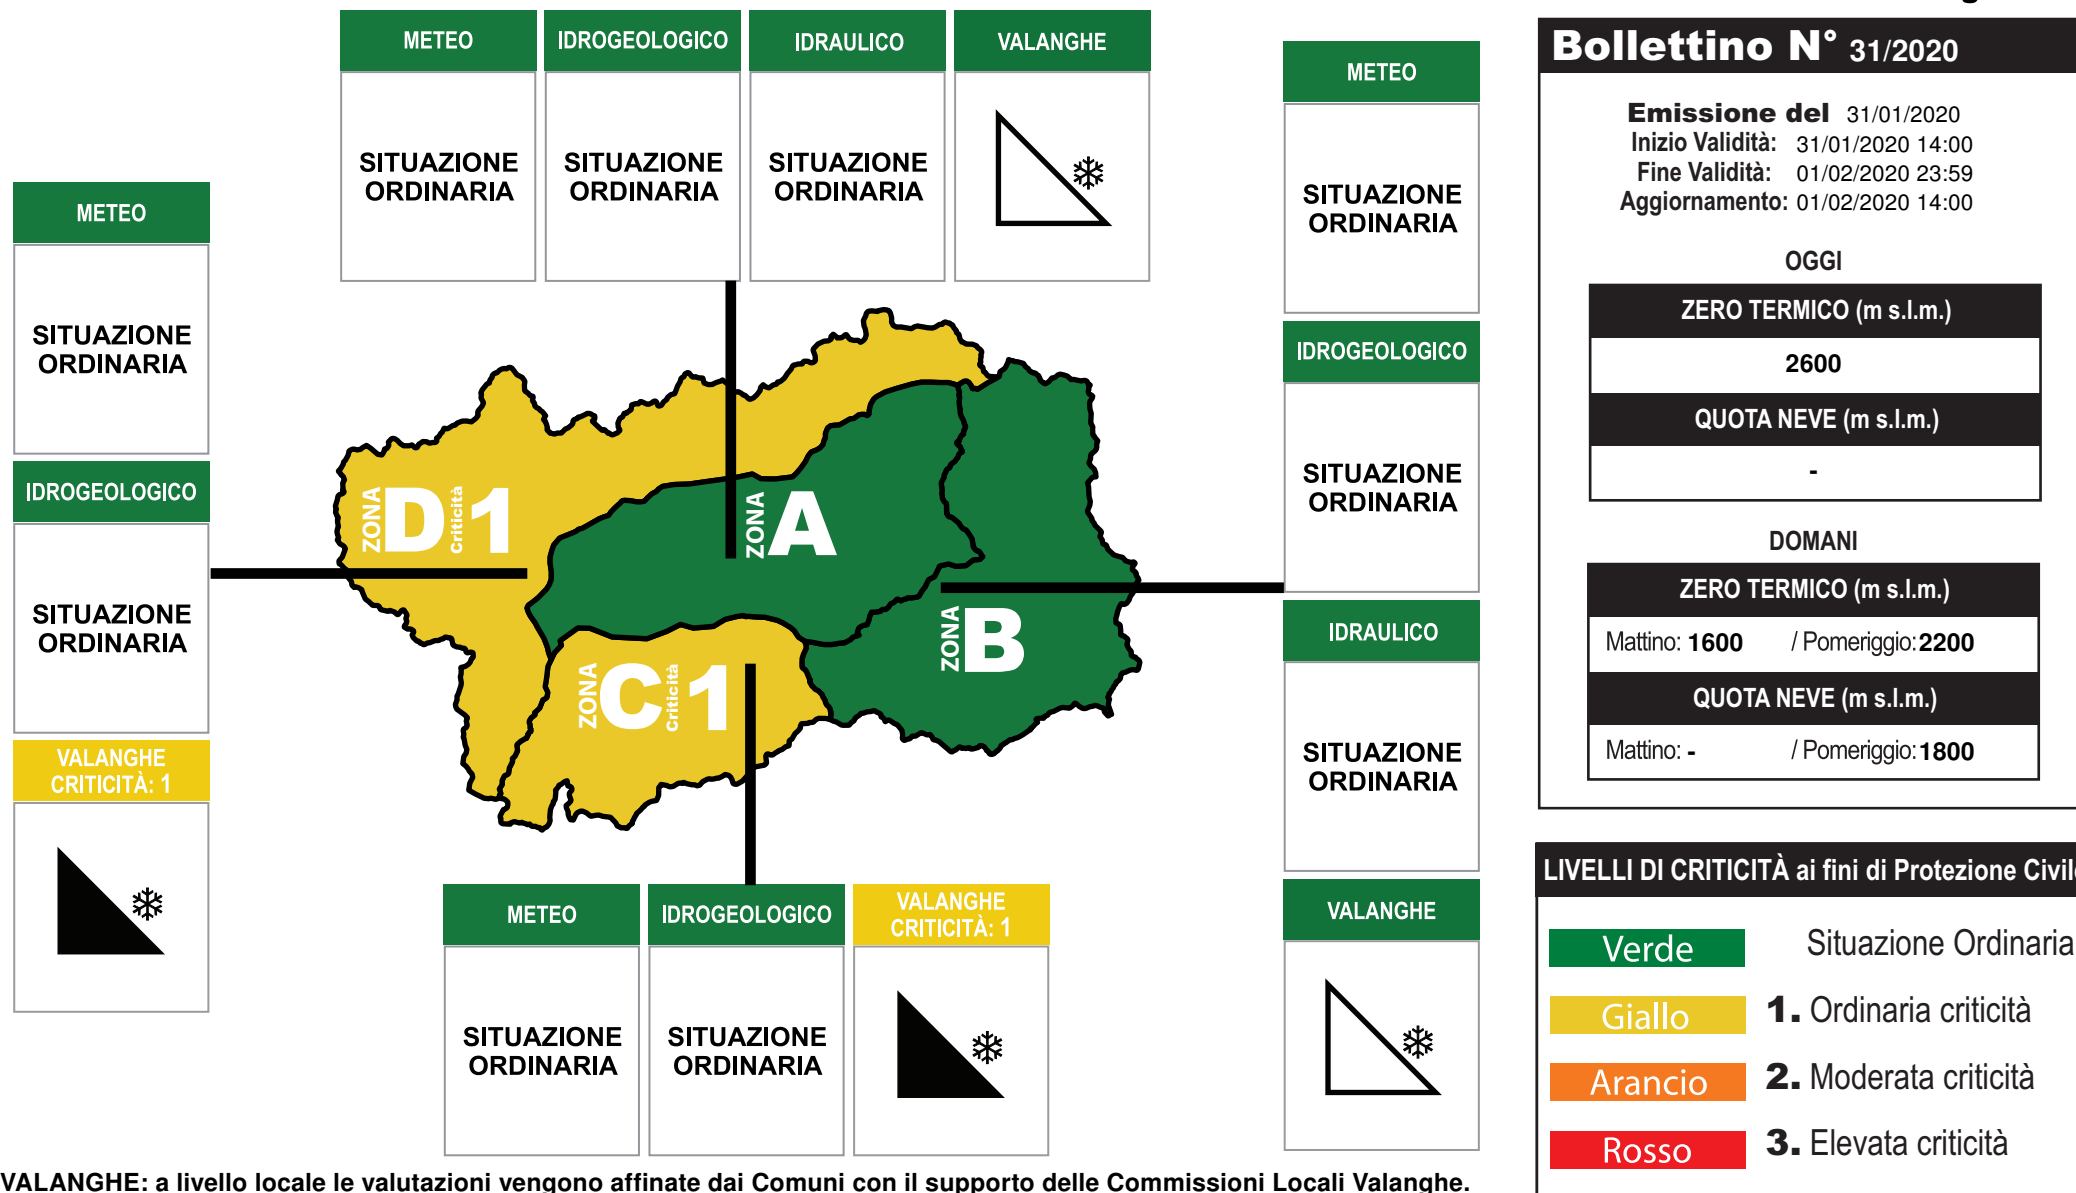 METEO
IDROGEOLOGICO
IDRAULICO
VALANGHE
SITUAZIONE
ORDINARIA
SITUAZIONE
ORDINARIA
SITUAZIONE
ORDINARIA
METEO
SITUAZIONE
ORDINARIA
IDROGEOLOGICO
SITUAZIONE
ORDINARIA
VALANGHE
CRITICITÀ: 1
ZONA D Criticità 1
ZONA A
ZONA B
ZONA C Criticità 1
METEO
IDROGEOLOGICO
VALANGHE
CRITICITÀ: 1
SITUAZIONE
ORDINARIA
SITUAZIONE
ORDINARIA
METEO
SITUAZIONE
ORDINARIA
IDROGEOLOGICO
SITUAZIONE
ORDINARIA
IDRAULICO
SITUAZIONE
ORDINARIA
VALANGHE
Bollettino N° 31/2020
Emissione del 31/01/2020
Inizio Validità: 31/01/2020 14:00
Fine Validità: 01/02/2020 23:59
Aggiornamento: 01/02/2020 14:00
OGGI
ZERO TERMICO (m s.l.m.)
2600
QUOTA NEVE (m s.l.m.)
-
DOMANI
ZERO TERMICO (m s.l.m.)
Mattino: 1600 / Pomeriggio: 2200
QUOTA NEVE (m s.l.m.)
Mattino: - / Pomeriggio: 1800
LIVELLI DI CRITICITÀ ai fini di Protezione Civile
Verde Situazione Ordinaria
Giallo 1. Ordinaria criticità
Arancio 2. Moderata criticità
Rosso 3. Elevata criticità
VALANGHE: a livello locale le valutazioni vengono affinate dai Comuni con il supporto delle Commissioni Locali Valanghe.